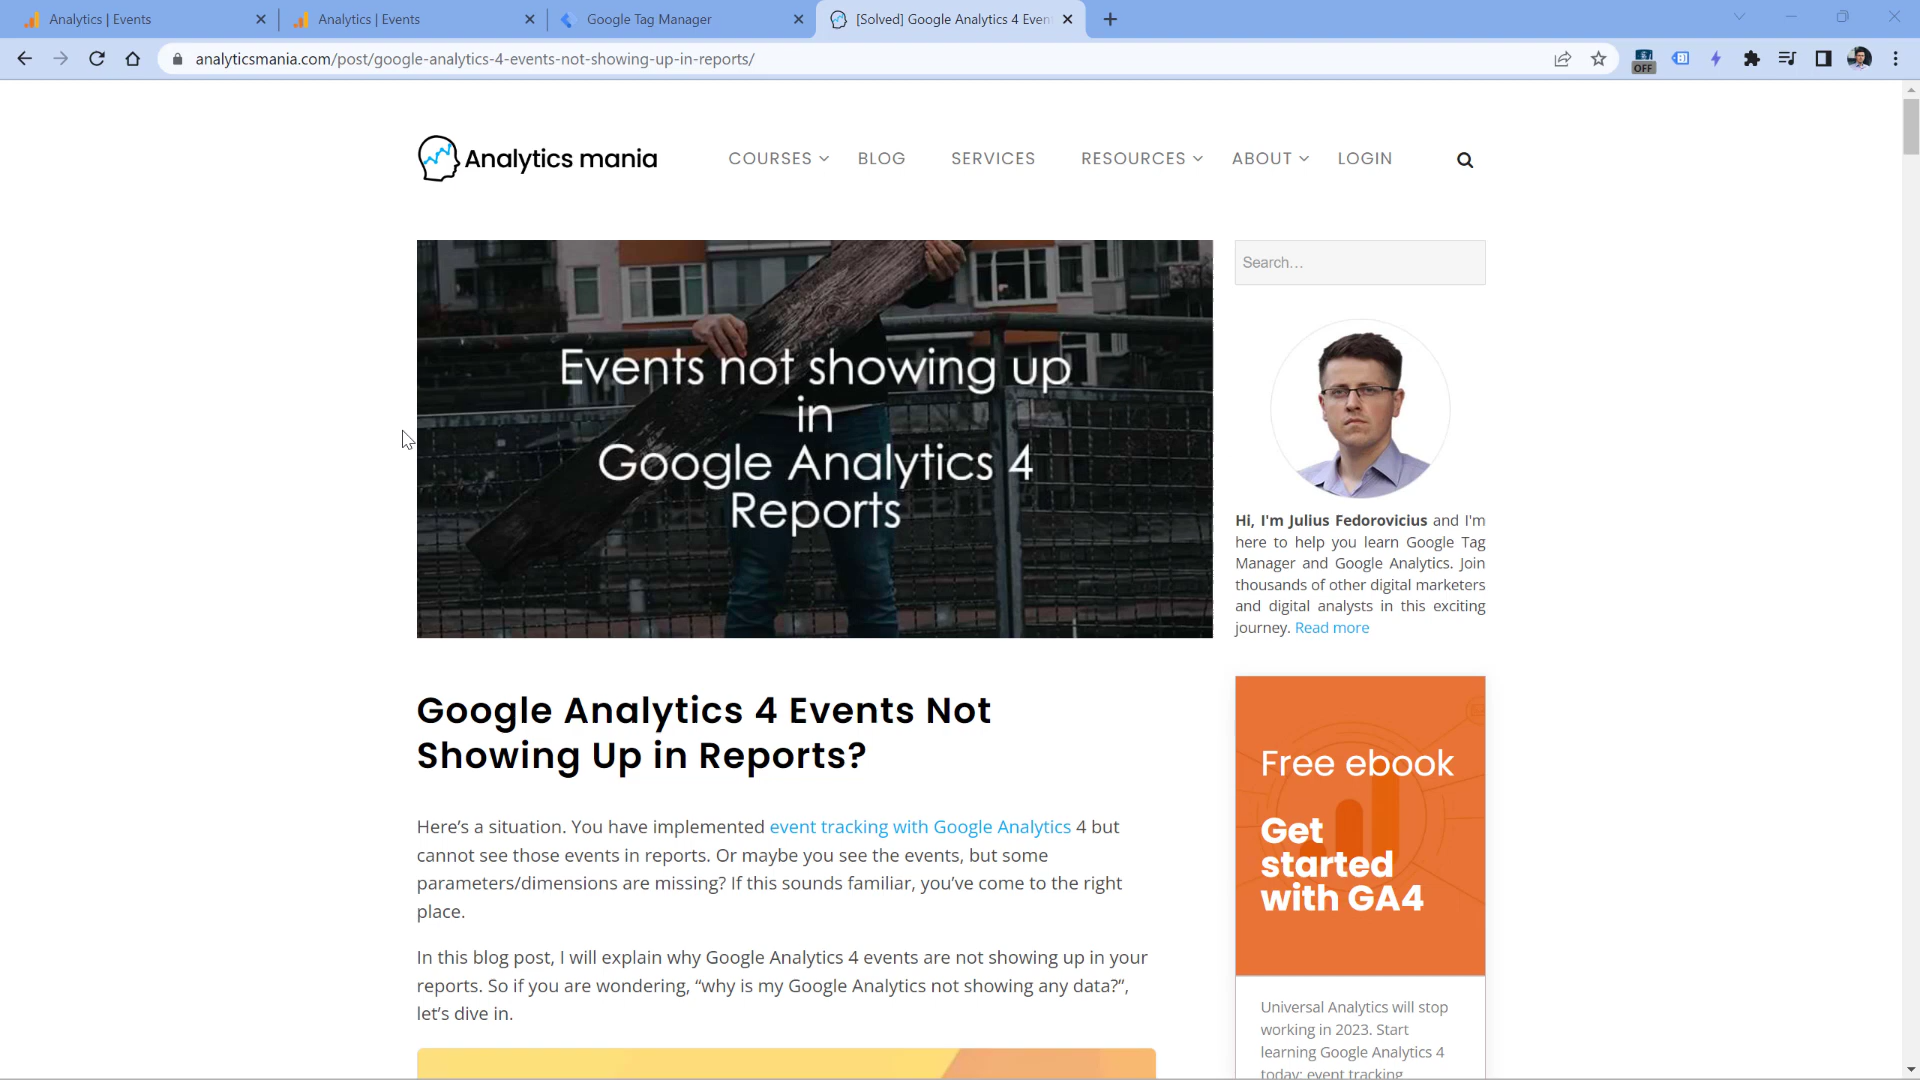 Analytics | Events
Analytics | Events
Google Tag Manager
[Solved] Google Analytics 4 Even
analyticsmania.com/post/google-analytics-4-events-not-showing-up-in-reports/
OFF
Analytics mania
COURSES
BLOG
SERVICES
RESOURCES
ABOUT
LOGIN
Events not showing up
in
Google Analytics 4
Reports
Google Analytics 4 Events Not
Showing Up in Reports?
Here’s a situation. You have implemented event tracking with Google Analytics 4 but
cannot see those events in reports. Or maybe you see the events, but some
parameters/dimensions are missing? If this sounds familiar, you’ve come to the right
place.
In this blog post, I will explain why Google Analytics 4 events are not showing up in your
reports. So if you are wondering, “why is my Google Analytics not showing any data?”,
let’s dive in.
Search…
Hi, I'm Julius Fedorovicius and I'm
here to help you learn Google Tag
Manager and Google Analytics. Join
thousands of other digital marketers
and digital analysts in this exciting
journey. Read more
Free ebook
Get
started
with GA4
Universal Analytics will stop
working in 2023. Start
learning Google Analytics 4
today: event tracking